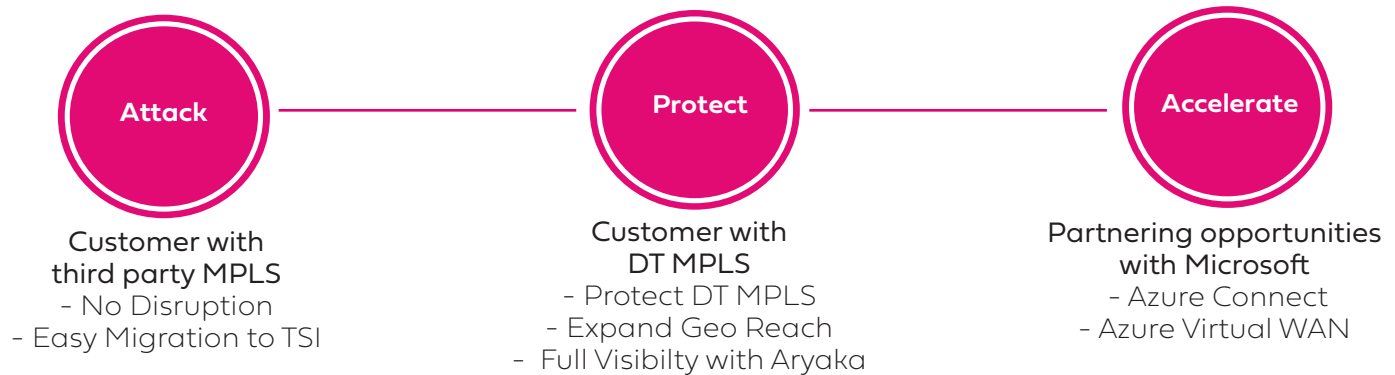 Attack
Customer with
third party MPLS
- No Disruption
- Easy Migration to TSI
Protect
Customer with
DT MPLS
- Protect DT MPLS
- Expand Geo Reach
- Full Visibilty with Aryaka
Accelerate
Partnering opportunities
with Microsoft
- Azure Connect
- Azure Virtual WAN